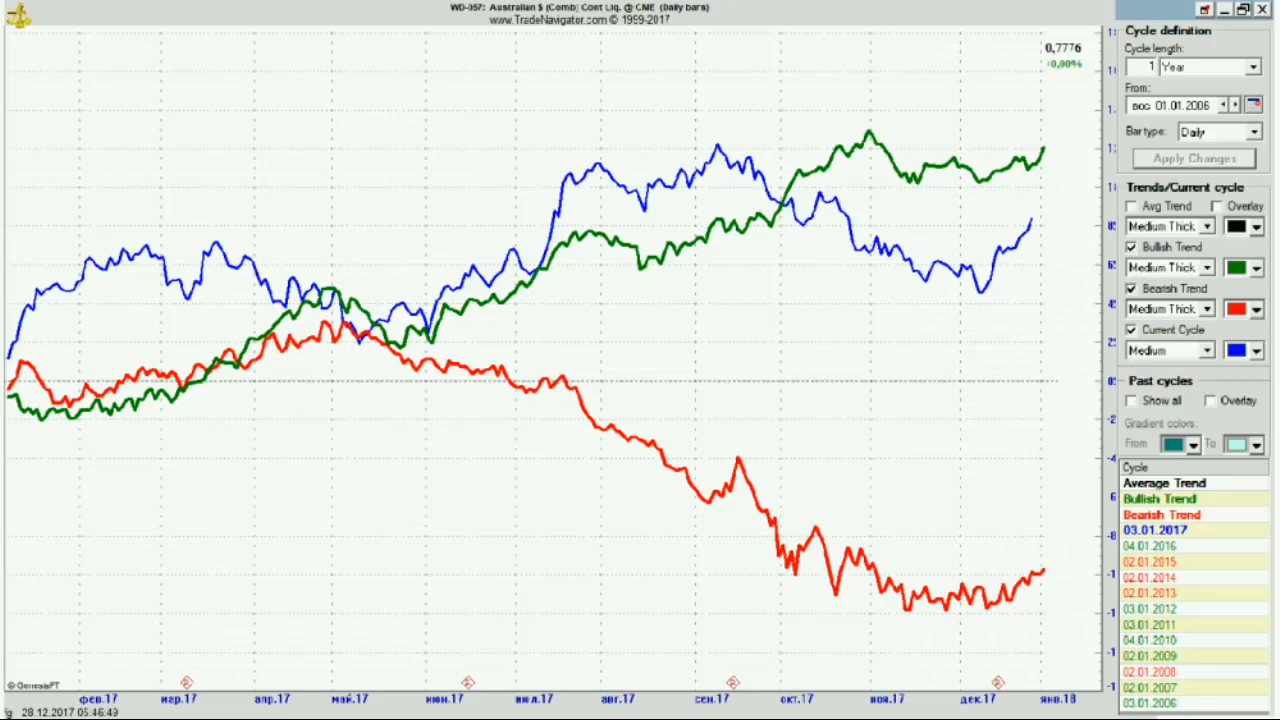 WD-057: Australian $ (Comb) Cont Liq. @ CME (Daily bars)
www.TradeNavigator.com © 1999-2017
0,7776
+0,00%
Cycle definition
Cycle length:
1 Year
From:
вос 01.01.2006
Bar type: Daily
Apply Changes
Trends/Current cycle
Avg Trend Overlay
Medium Thick
Bullish Trend
Medium Thick
Bearish Trend
Medium Thick
Current Cycle
Medium
Past cycles
Show all Overlay
Gradient colors:
From To
Cycle
Average Trend
Bullish Trend
Bearish Trend
03.01.2017
04.01.2016
02.01.2015
02.01.2014
02.01.2013
03.01.2012
03.01.2011
04.01.2010
02.01.2009
02.01.2008
02.01.2007
03.01.2006
© GenesisFT
фев.17 мар.17 апр.17 май.17 июн.17 июл.17 авг.17 сен.17 окт.17 ноя.17 дек.17 янв.18
28.12.2017 05:46:49